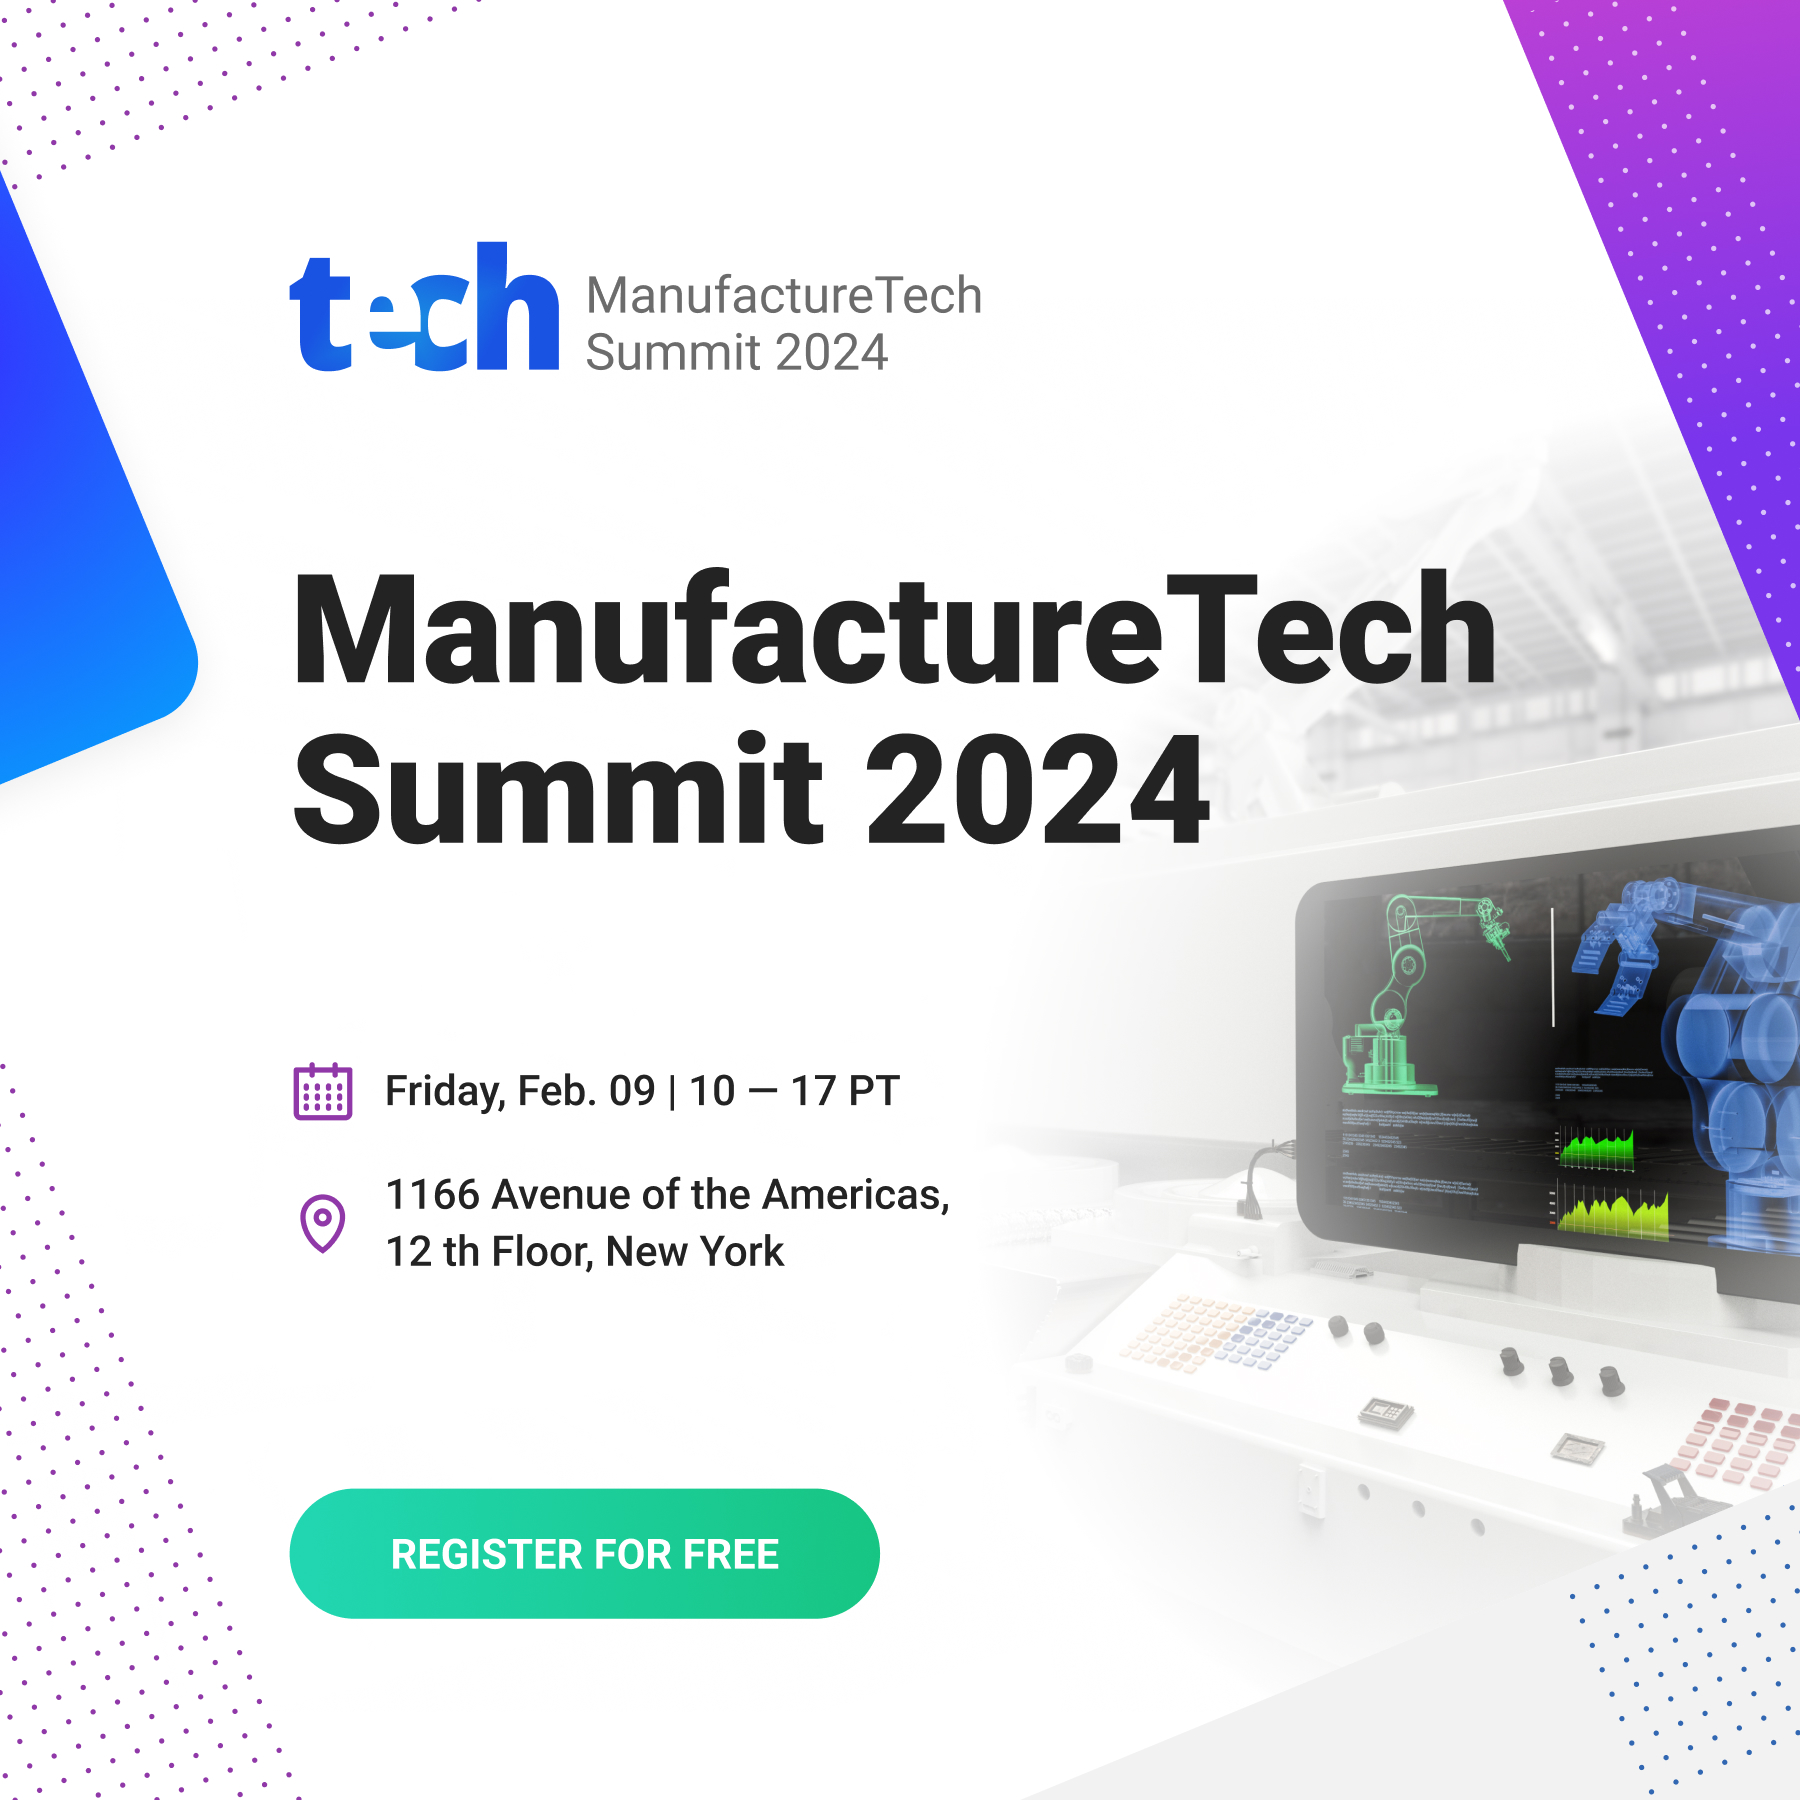 tech
ManufactureTech
Summit 2024
ManufactureTech
Summit 2024
Friday, Feb. 09 | 10 — 17 PT
1166 Avenue of the Americas,
12 th Floor, New York
REGISTER FOR FREE